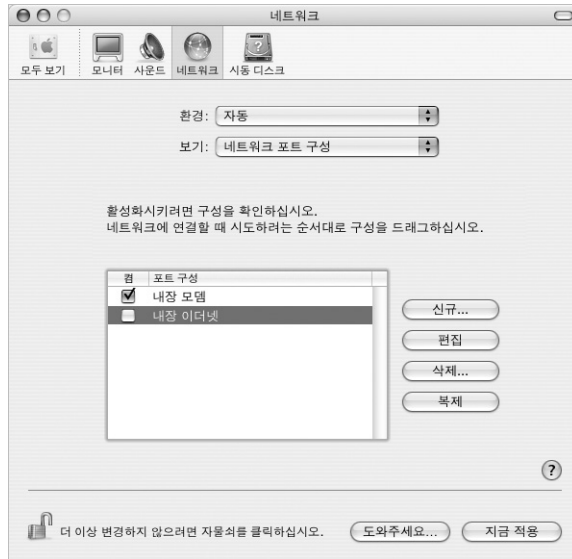 네트워크
모두 보기
모니터
사운드
네트워크
시동 디스크
환경: 자동
보기: 네트워크 포트 구성
활성화시키려면 구성을 확인하십시오.
네트워크에 연결할 때 시도하려는 순서대로 구성을 드래그하십시오.
켬 포트 구성
내장 모뎀
내장 이더넷
신규...
편집
삭제...
복제
?
더 이상 변경하지 않으려면 자물쇠를 클릭하십시오.
도와주세요...
지금 적용